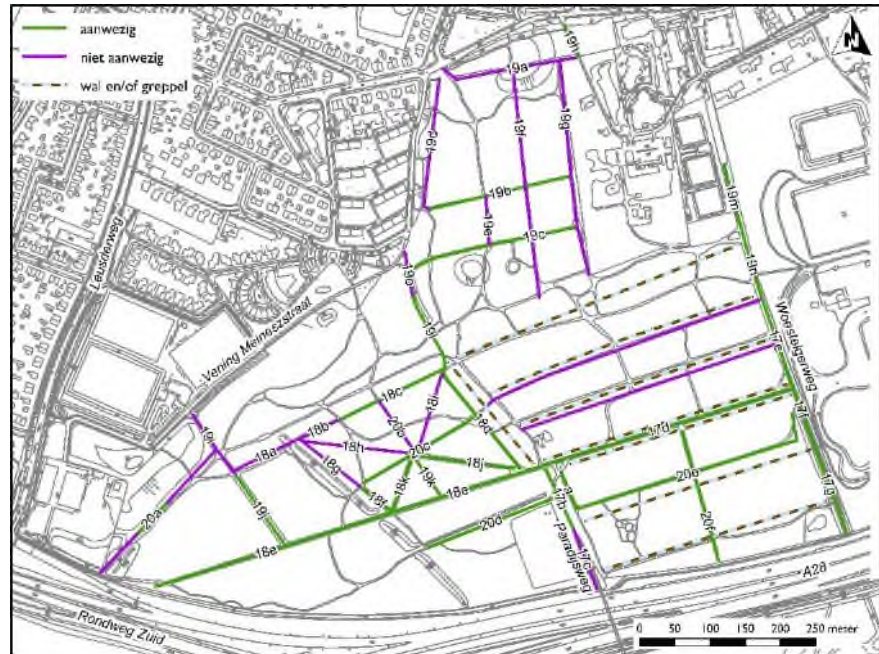 aanwezig
niet aanwezig
wal en/of greppel
N
19h
19a
19d
19f
19g
19b
19e
19c
19m
19n
19o
19i
Leusderweg
Vening Meineszstraat
Woesteigerweg
17e
18c
18i
18d
18b
20b
20c
17d
17f
19l
18a
18h
18g
18j
20a
18f
18k
19k
18e
20e
17g
17b
19j
20d
20f
18e
17c
Paradijsweg
A28
Rondweg Zuid
0 50 100 150 200 250 meter